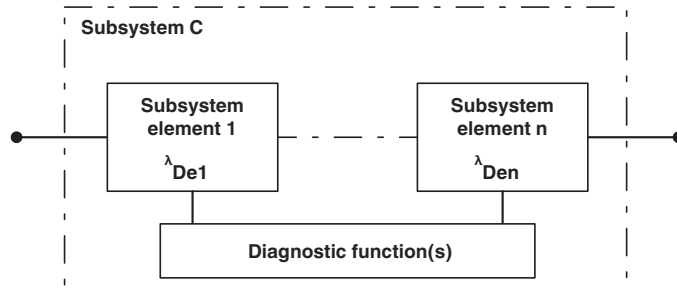 Subsystem C
Subsystem
element 1
λDe1
Subsystem
element n
λDen
Diagnostic function(s)